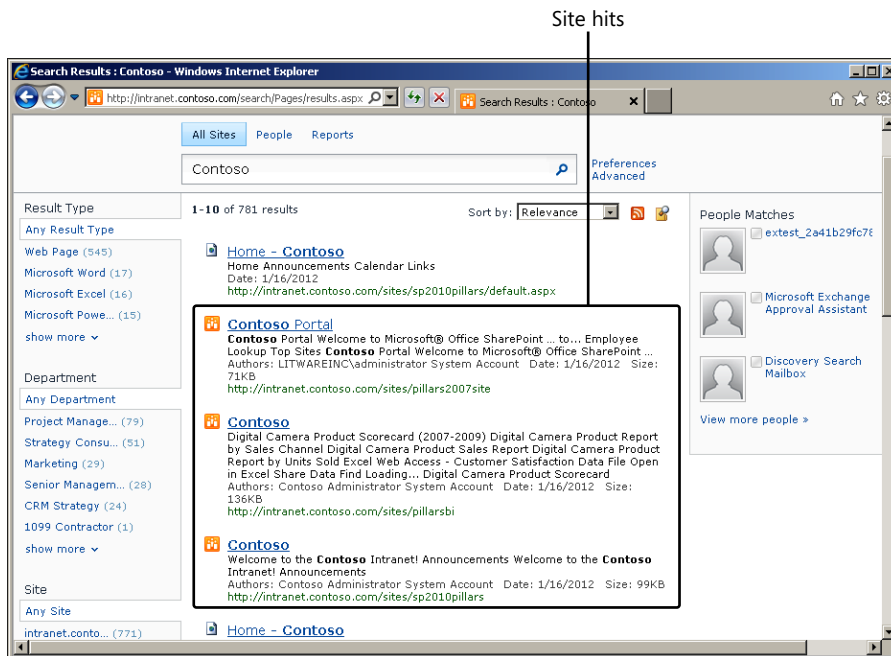 Site hits
Search Results : Contoso - Windows Internet Explorer
http://intranet.contoso.com/search/Pages/results.aspx
Search Results : Contoso
All Sites People Reports
Contoso
Preferences
Advanced
Result Type
Any Result Type
Web Page (545)
Microsoft Word (17)
Microsoft Excel (16)
Microsoft Powe... (15)
show more
Department
Any Department
Project Manage... (79)
Strategy Consu... (51)
Marketing (29)
Senior Managem... (28)
CRM Strategy (24)
1099 Contractor (1)
show more
Site
Any Site
intranet.conto... (771)
1-10 of 781 results
Sort by: Relevance
Home - Contoso
Home Announcements Calendar Links
Date: 1/16/2012
http://intranet.contoso.com/sites/sp2010pillars/default.aspx
Contoso Portal
Contoso Portal Welcome to Microsoft® Office SharePoint ... to... Employee
Lookup Top Sites Contoso Portal Welcome to Microsoft® Office SharePoint ...
Authors: LITWAREINC\administrator System Account Date: 1/16/2012 Size:
71KB
http://intranet.contoso.com/sites/pillars2007site
Contoso
Digital Camera Product Scorecard (2007-2009) Digital Camera Product Report
by Sales Channel Digital Camera Product Sales Report Digital Camera Product
Report by Units Sold Excel Web Access - Customer Satisfaction Data File Open
in Excel Share Data Find Loading... Digital Camera Product Scorecard
Authors: Contoso Administrator System Account Date: 1/16/2012 Size:
136KB
http://intranet.contoso.com/sites/pillarsbi
Contoso
Welcome to the Contoso Intranet! Announcements Welcome to the Contoso
Intranet! Announcements
Authors: Contoso Administrator System Account Date: 1/16/2012 Size: 99KB
http://intranet.contoso.com/sites/sp2010pillars
Home - Contoso
People Matches
extest_2a41b29fc78
Microsoft Exchange
Approval Assistant
Discovery Search
Mailbox
View more people »